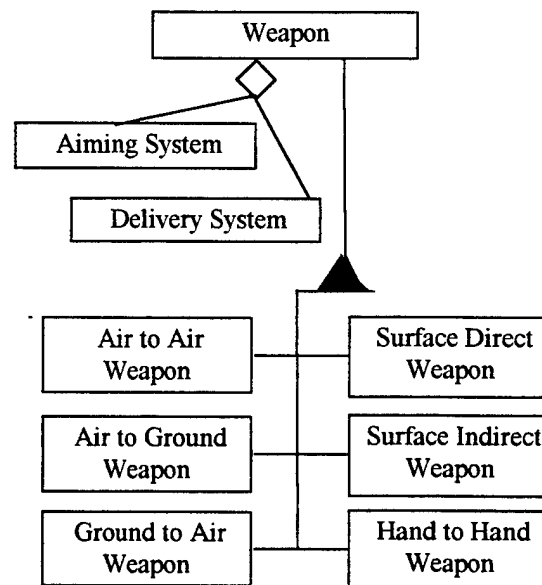 Weapon
Aiming System
Delivery System
Air to Air
Weapon
Surface Direct
Weapon
Air to Ground
Weapon
Surface Indirect
Weapon
Ground to Air
Weapon
Hand to Hand
Weapon